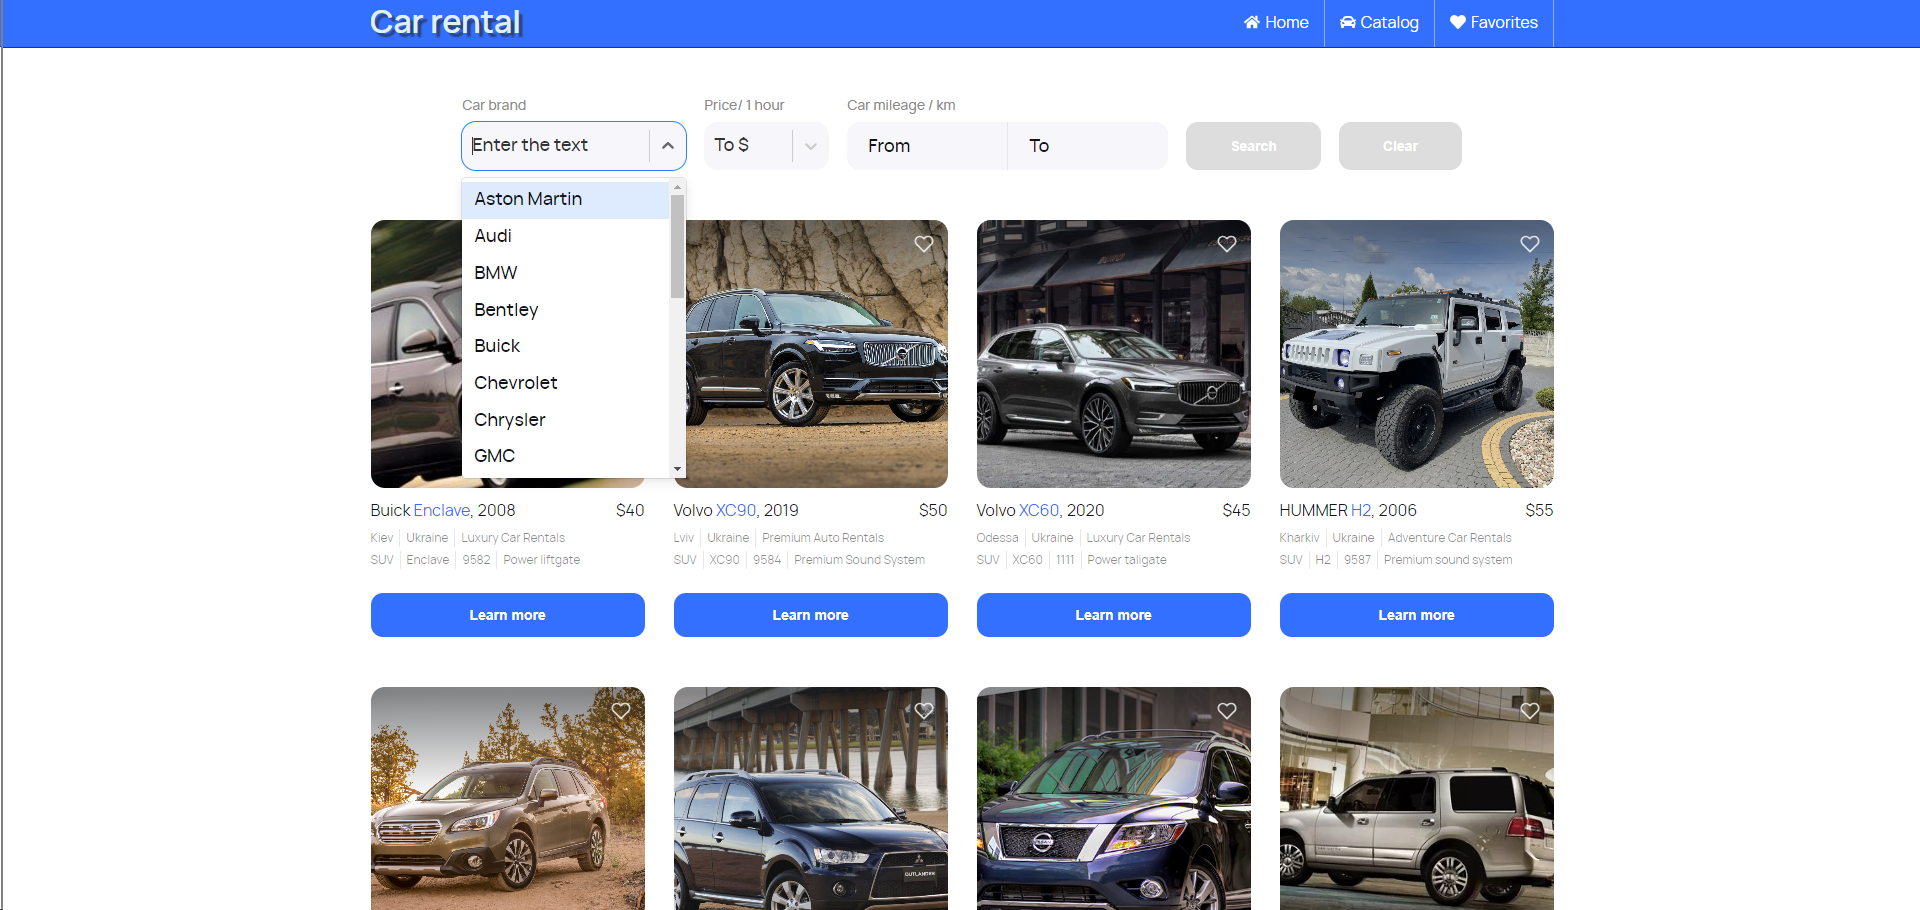 Car rental
Home
Catalog
Favorites
Car brand
Price/ 1 hour
Car mileage / km
Enter the text
To $
From
To
Search
Clear
Aston Martin
Audi
BMW
Bentley
Buick
Chevrolet
Chrysler
GMC
Buick Enclave, 2008 $40
Kiev Ukraine Luxury Car Rentals
SUV Enclave 9582 Power liftgate
Learn more
Volvo XC90, 2019 $50
Lviv Ukraine Premium Auto Rentals
SUV XC90 9584 Premium Sound System
Learn more
Volvo XC60, 2020 $45
Odessa Ukraine Luxury Car Rentals
SUV XC60 1111 Power taligate
Learn more
HUMMER H2, 2006 $55
Kharkiv Ukraine Adventure Car Rentals
SUV H2 9587 Premium sound system
Learn more
OUTLANDER
NISSAN